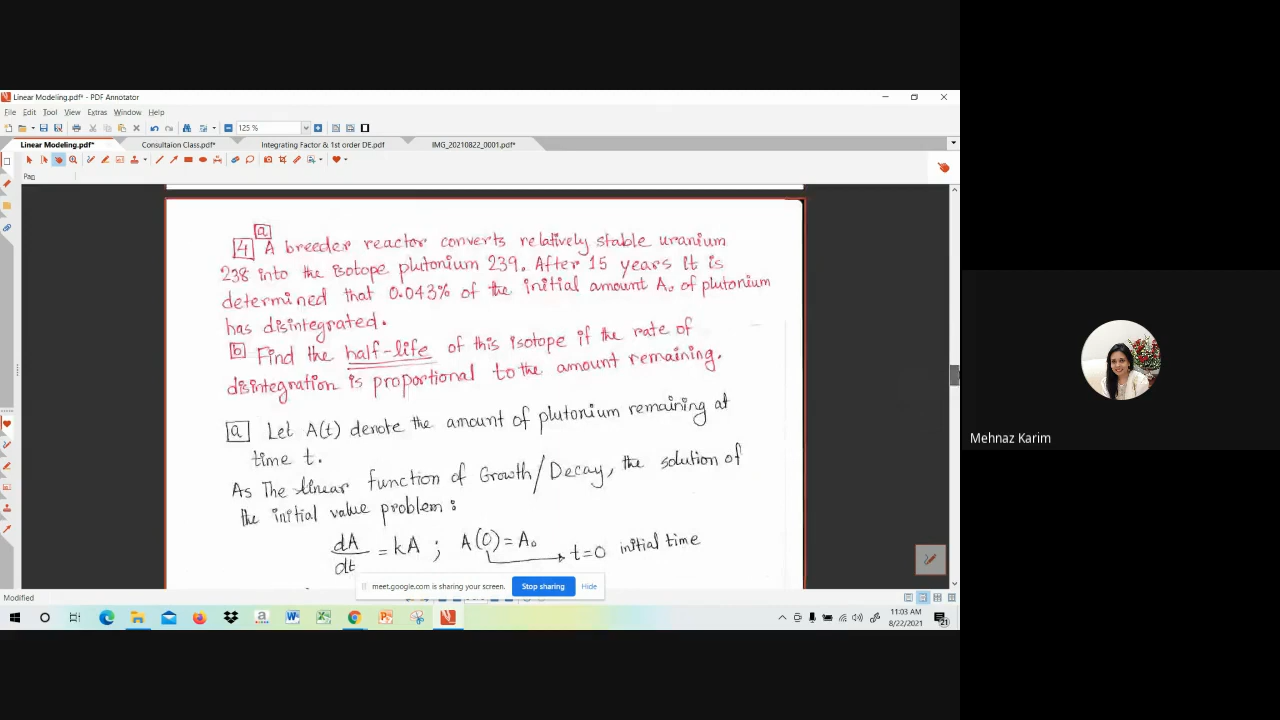 Linear Modeling.pdf* - PDF Annotator
File Edit Tool View Extras Window Help
125 %
Linear Modeling.pdf* Consultaion Class.pdf* Integrating Factor & 1st order DE.pdf IMG_20210822_0001.pdf*
Pag
4 a A breeder reactor converts relatively stable uranium
238 into the isotope plutonium 239. After 15 years it is
determined that 0.043% of the initial amount A₀ of plutonium
has disintegrated.
b Find the half-life of this isotope if the rate of
disintegration is proportional to the amount remaining.
a Let A(t) denote the amount of plutonium remaining at
time t.
As The linear function of Growth/Decay, the solution of
the initial value problem:
dA/dt = kA ; A(0) = A₀ → t=0 initial time
meet.google.com is sharing your screen. Stop sharing Hide
Modified
11:03 AM
8/22/2021
21
Mehnaz Karim